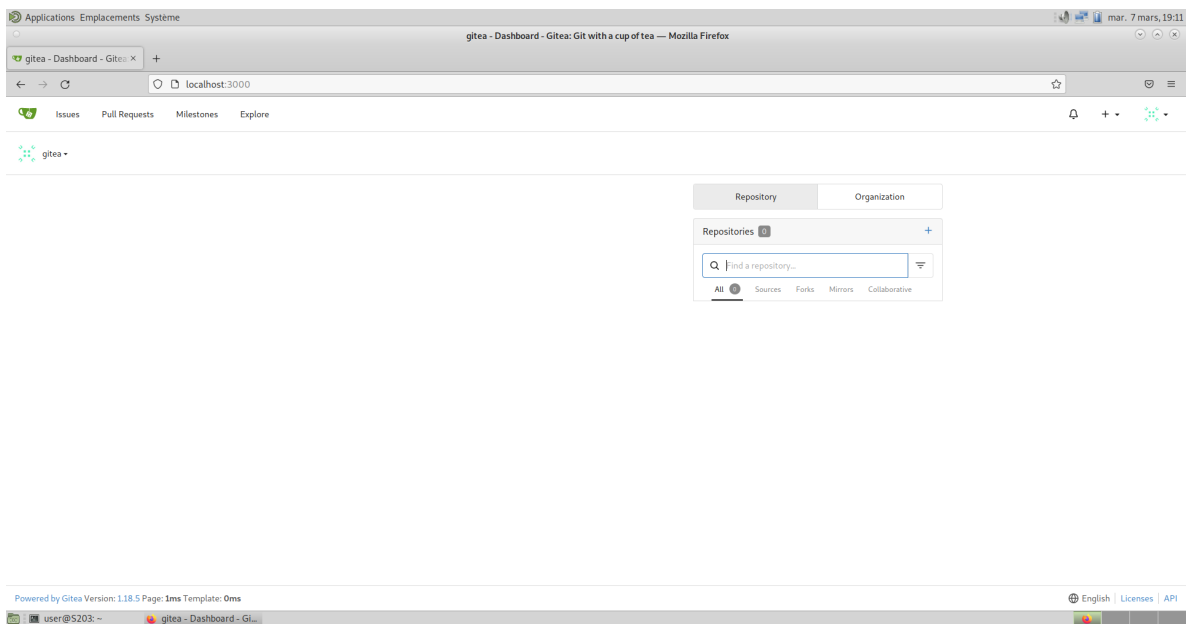 Applications Emplacements Système
mar. 7 mars, 19:11
gitea - Dashboard - Gitea: Git with a cup of tea — Mozilla Firefox
gitea - Dashboard - Gitea
localhost:3000
Issues Pull Requests Milestones Explore
gitea
Repository Organization
Repositories 0
Find a repository...
All 0 Sources Forks Mirrors Collaborative
Powered by Gitea Version: 1.18.5 Page: 1ms Template: 0ms
English Licenses API
user@S203: ~ gitea - Dashboard - Gi...